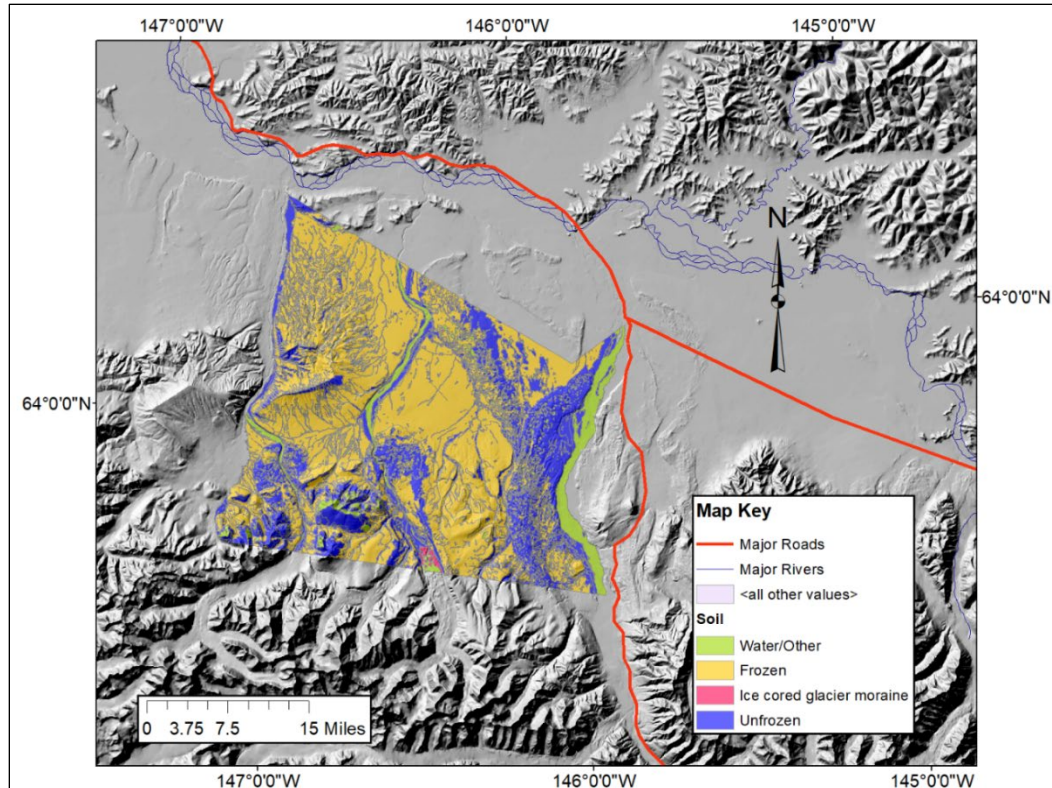 147°0'0"W 146°0'0"W 145°0'0"W
N
64°0'0"N
64°0'0"N
Map Key
Major Roads
Major Rivers
<all other values>
Soil
Water/Other
Frozen
Ice cored glacier moraine
Unfrozen
0 3.75 7.5 15 Miles
147°0'0"W 146°0'0"W 145°0'0"W